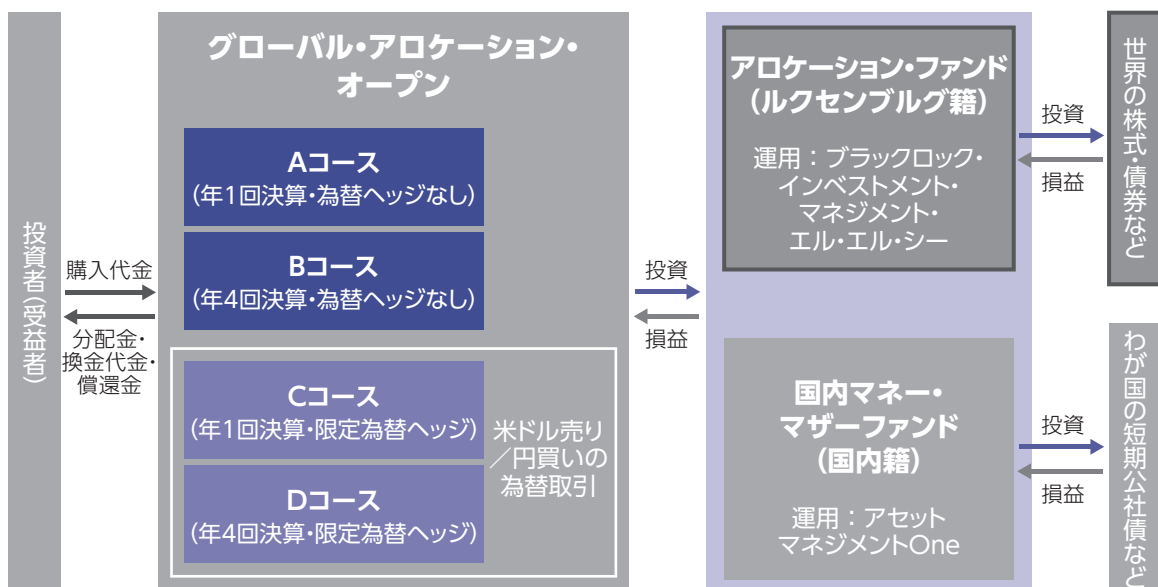 投資者(受益者)
購入代金
分配金・
換金代金・
償還金
グローバル・アロケーション・
オープン
Aコース
(年1回決算・為替ヘッジなし)
Bコース
(年4回決算・為替ヘッジなし)
Cコース
(年1回決算・限定為替ヘッジ)
Dコース
(年4回決算・限定為替ヘッジ)
米ドル売り
／円買いの
為替取引
投資
損益
アロケーション・ファンド
(ルクセンブルグ籍)
運用：ブラックロック・
インベストメント・
マネジメント・
エル・エル・シー
投資
損益
世界の株式・債券など
国内マネー・
マザーファンド
(国内籍)
運用：アセット
マネジメントOne
投資
損益
わが国の短期公社債など